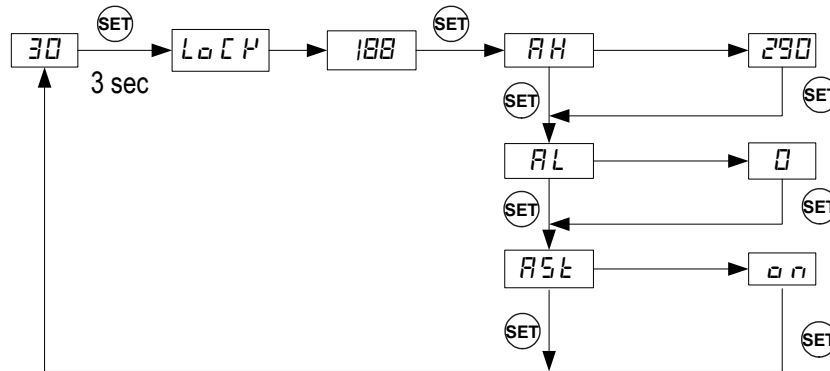 SET
30 LoCK 188 SET AH 290
3 sec
SET SET
AL 0
SET SET
ASt on
SET SET